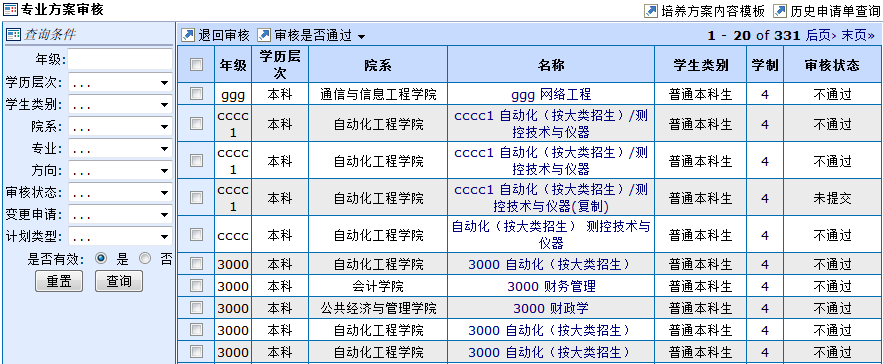 专业方案审核
培养方案内容模板 历史申请单查询
查询条件
年级:
学历层次: ...
学生类别: ...
院系: ...
专业: ...
方向: ...
审核状态: ...
变更申请: ...
计划类型: ...
是否有效: 是 否
重置 查询
退回审核 审核是否通过 1 - 20 of 331 后页› 末页»
年级 学历层次 院系 名称 学生类别 学制 审核状态
ggg 本科 通信与信息工程学院 ggg 网络工程 普通本科生 4 不通过
cccc1 本科 自动化工程学院 cccc1 自动化（按大类招生）/测控技术与仪器 普通本科生 4 不通过
cccc1 本科 自动化工程学院 cccc1 自动化（按大类招生）/测控技术与仪器 普通本科生 4 不通过
cccc1 本科 自动化工程学院 cccc1 自动化（按大类招生）/测控技术与仪器(复制) 普通本科生 4 未提交
cccc 本科 自动化工程学院 自动化（按大类招生） 测控技术与仪器 普通本科生 4 不通过
3000 本科 自动化工程学院 3000 自动化（按大类招生） 普通本科生 4 不通过
3000 本科 会计学院 3000 财务管理 普通本科生 4 不通过
3000 本科 公共经济与管理学院 3000 财政学 普通本科生 4 不通过
3000 本科 自动化工程学院 3000 自动化（按大类招生） 普通本科生 4 不通过
3000 本科 自动化工程学院 3000 自动化（按大类招生） 普通本科生 4 不通过